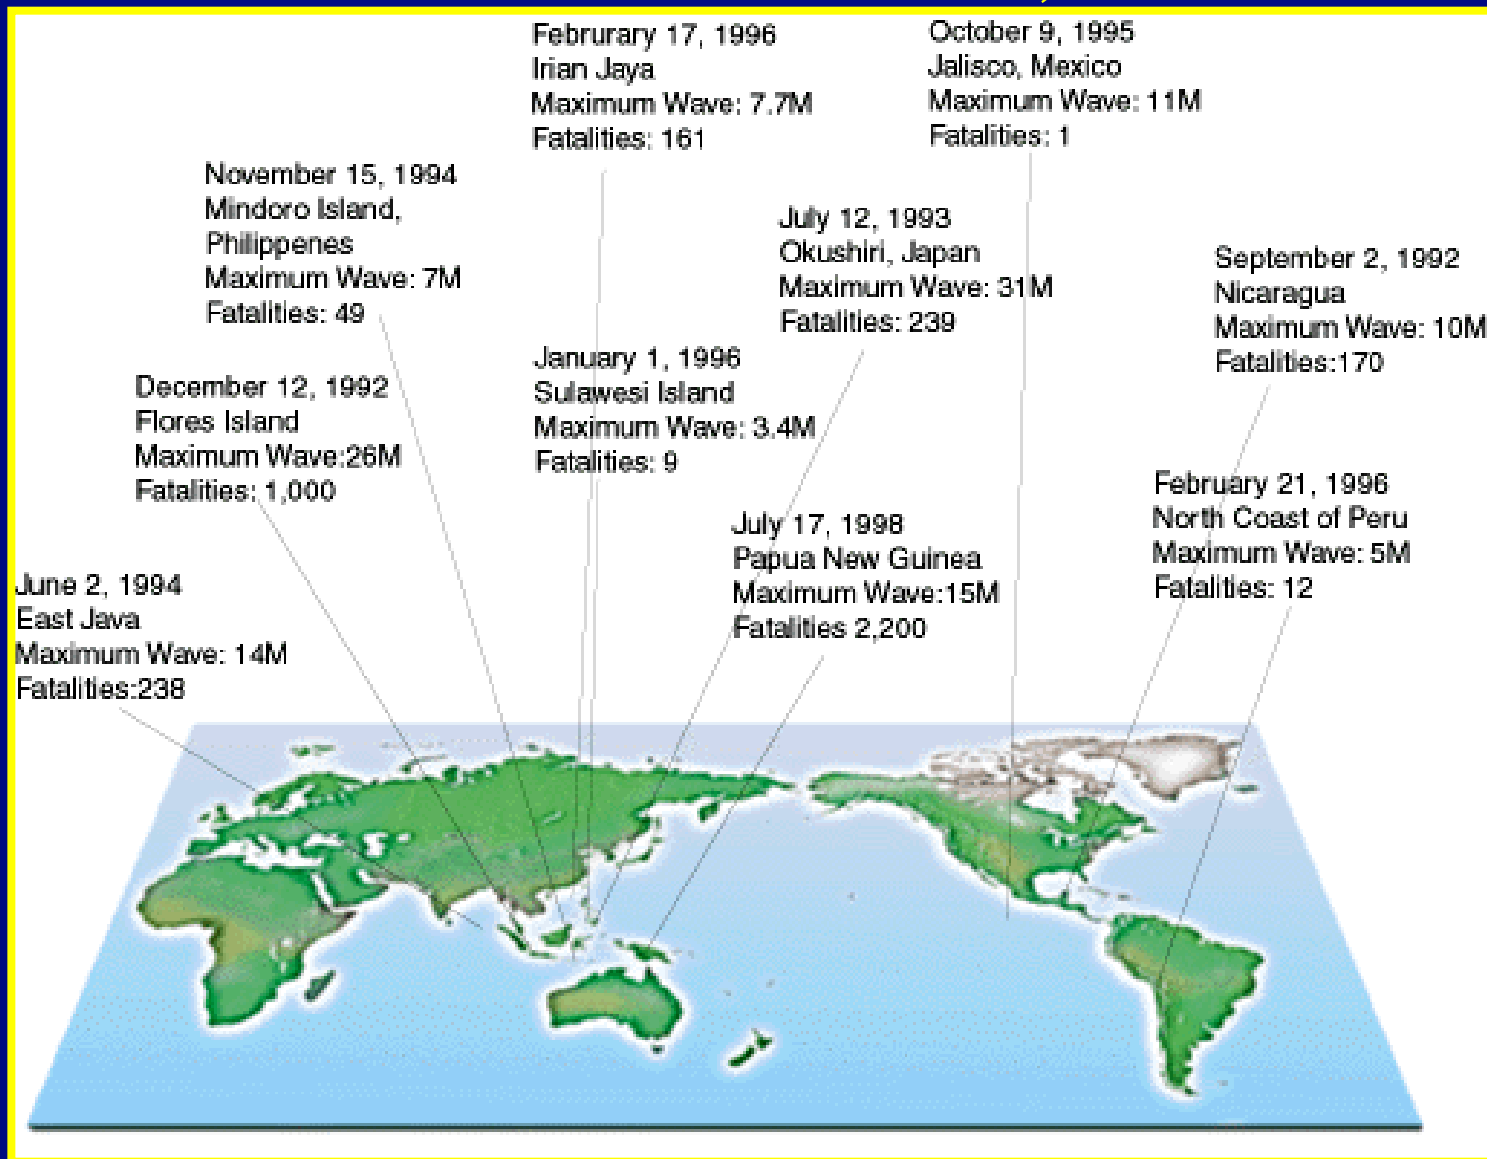 Februrary 17, 1996
Irian Jaya
Maximum Wave: 7.7M
Fatalities: 161
October 9, 1995
Jalisco, Mexico
Maximum Wave: 11M
Fatalities: 1
November 15, 1994
Mindoro Island,
Philippenes
Maximum Wave: 7M
Fatalities: 49
July 12, 1993
Okushiri, Japan
Maximum Wave: 31M
Fatalities: 239
September 2, 1992
Nicaragua
Maximum Wave: 10M
Fatalities:170
December 12, 1992
Flores Island
Maximum Wave:26M
Fatalities: 1,000
January 1, 1996
Sulawesi Island
Maximum Wave: 3.4M
Fatalities: 9
February 21, 1996
North Coast of Peru
Maximum Wave: 5M
Fatalities: 12
July 17, 1998
Papua New Guinea
Maximum Wave:15M
Fatalities 2,200
June 2, 1994
East Java
Maximum Wave: 14M
Fatalities:238